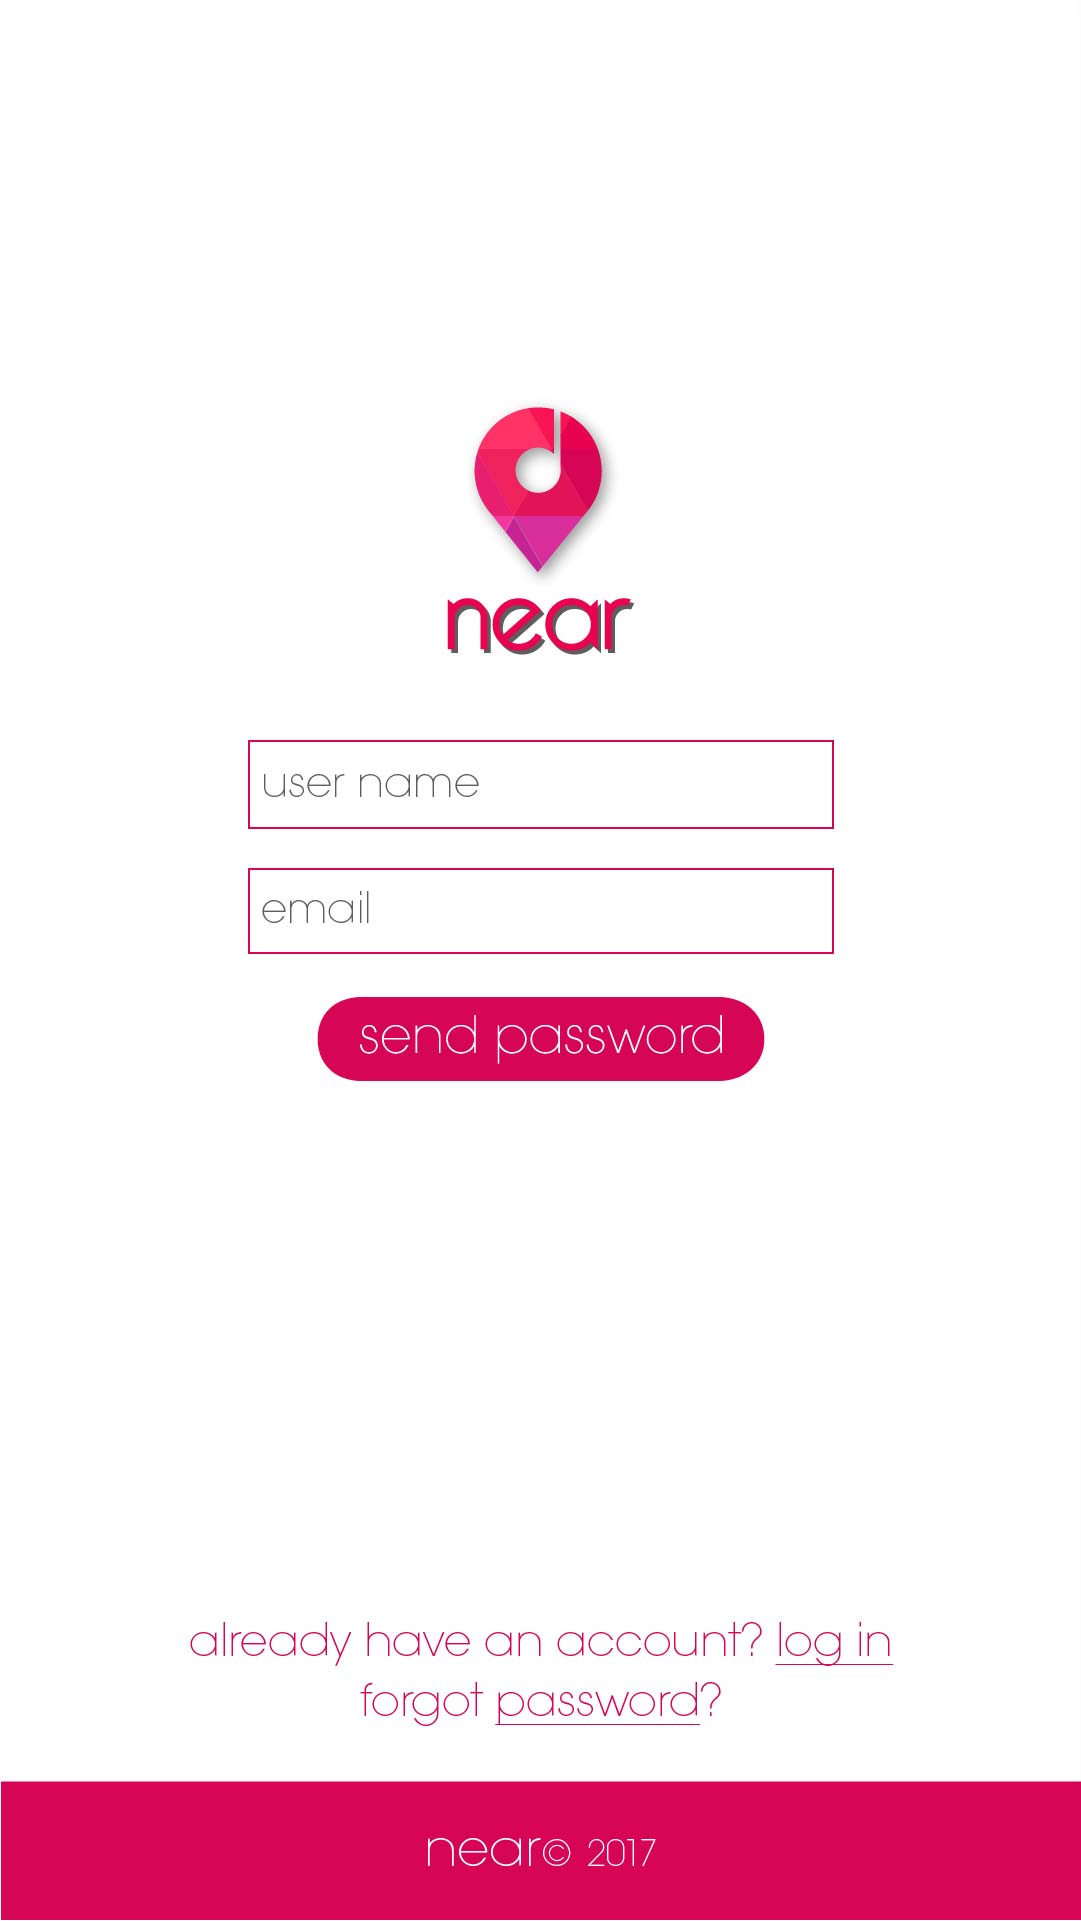 near
user name
email
send password
already have an account? log in
forgot password?
near© 2017